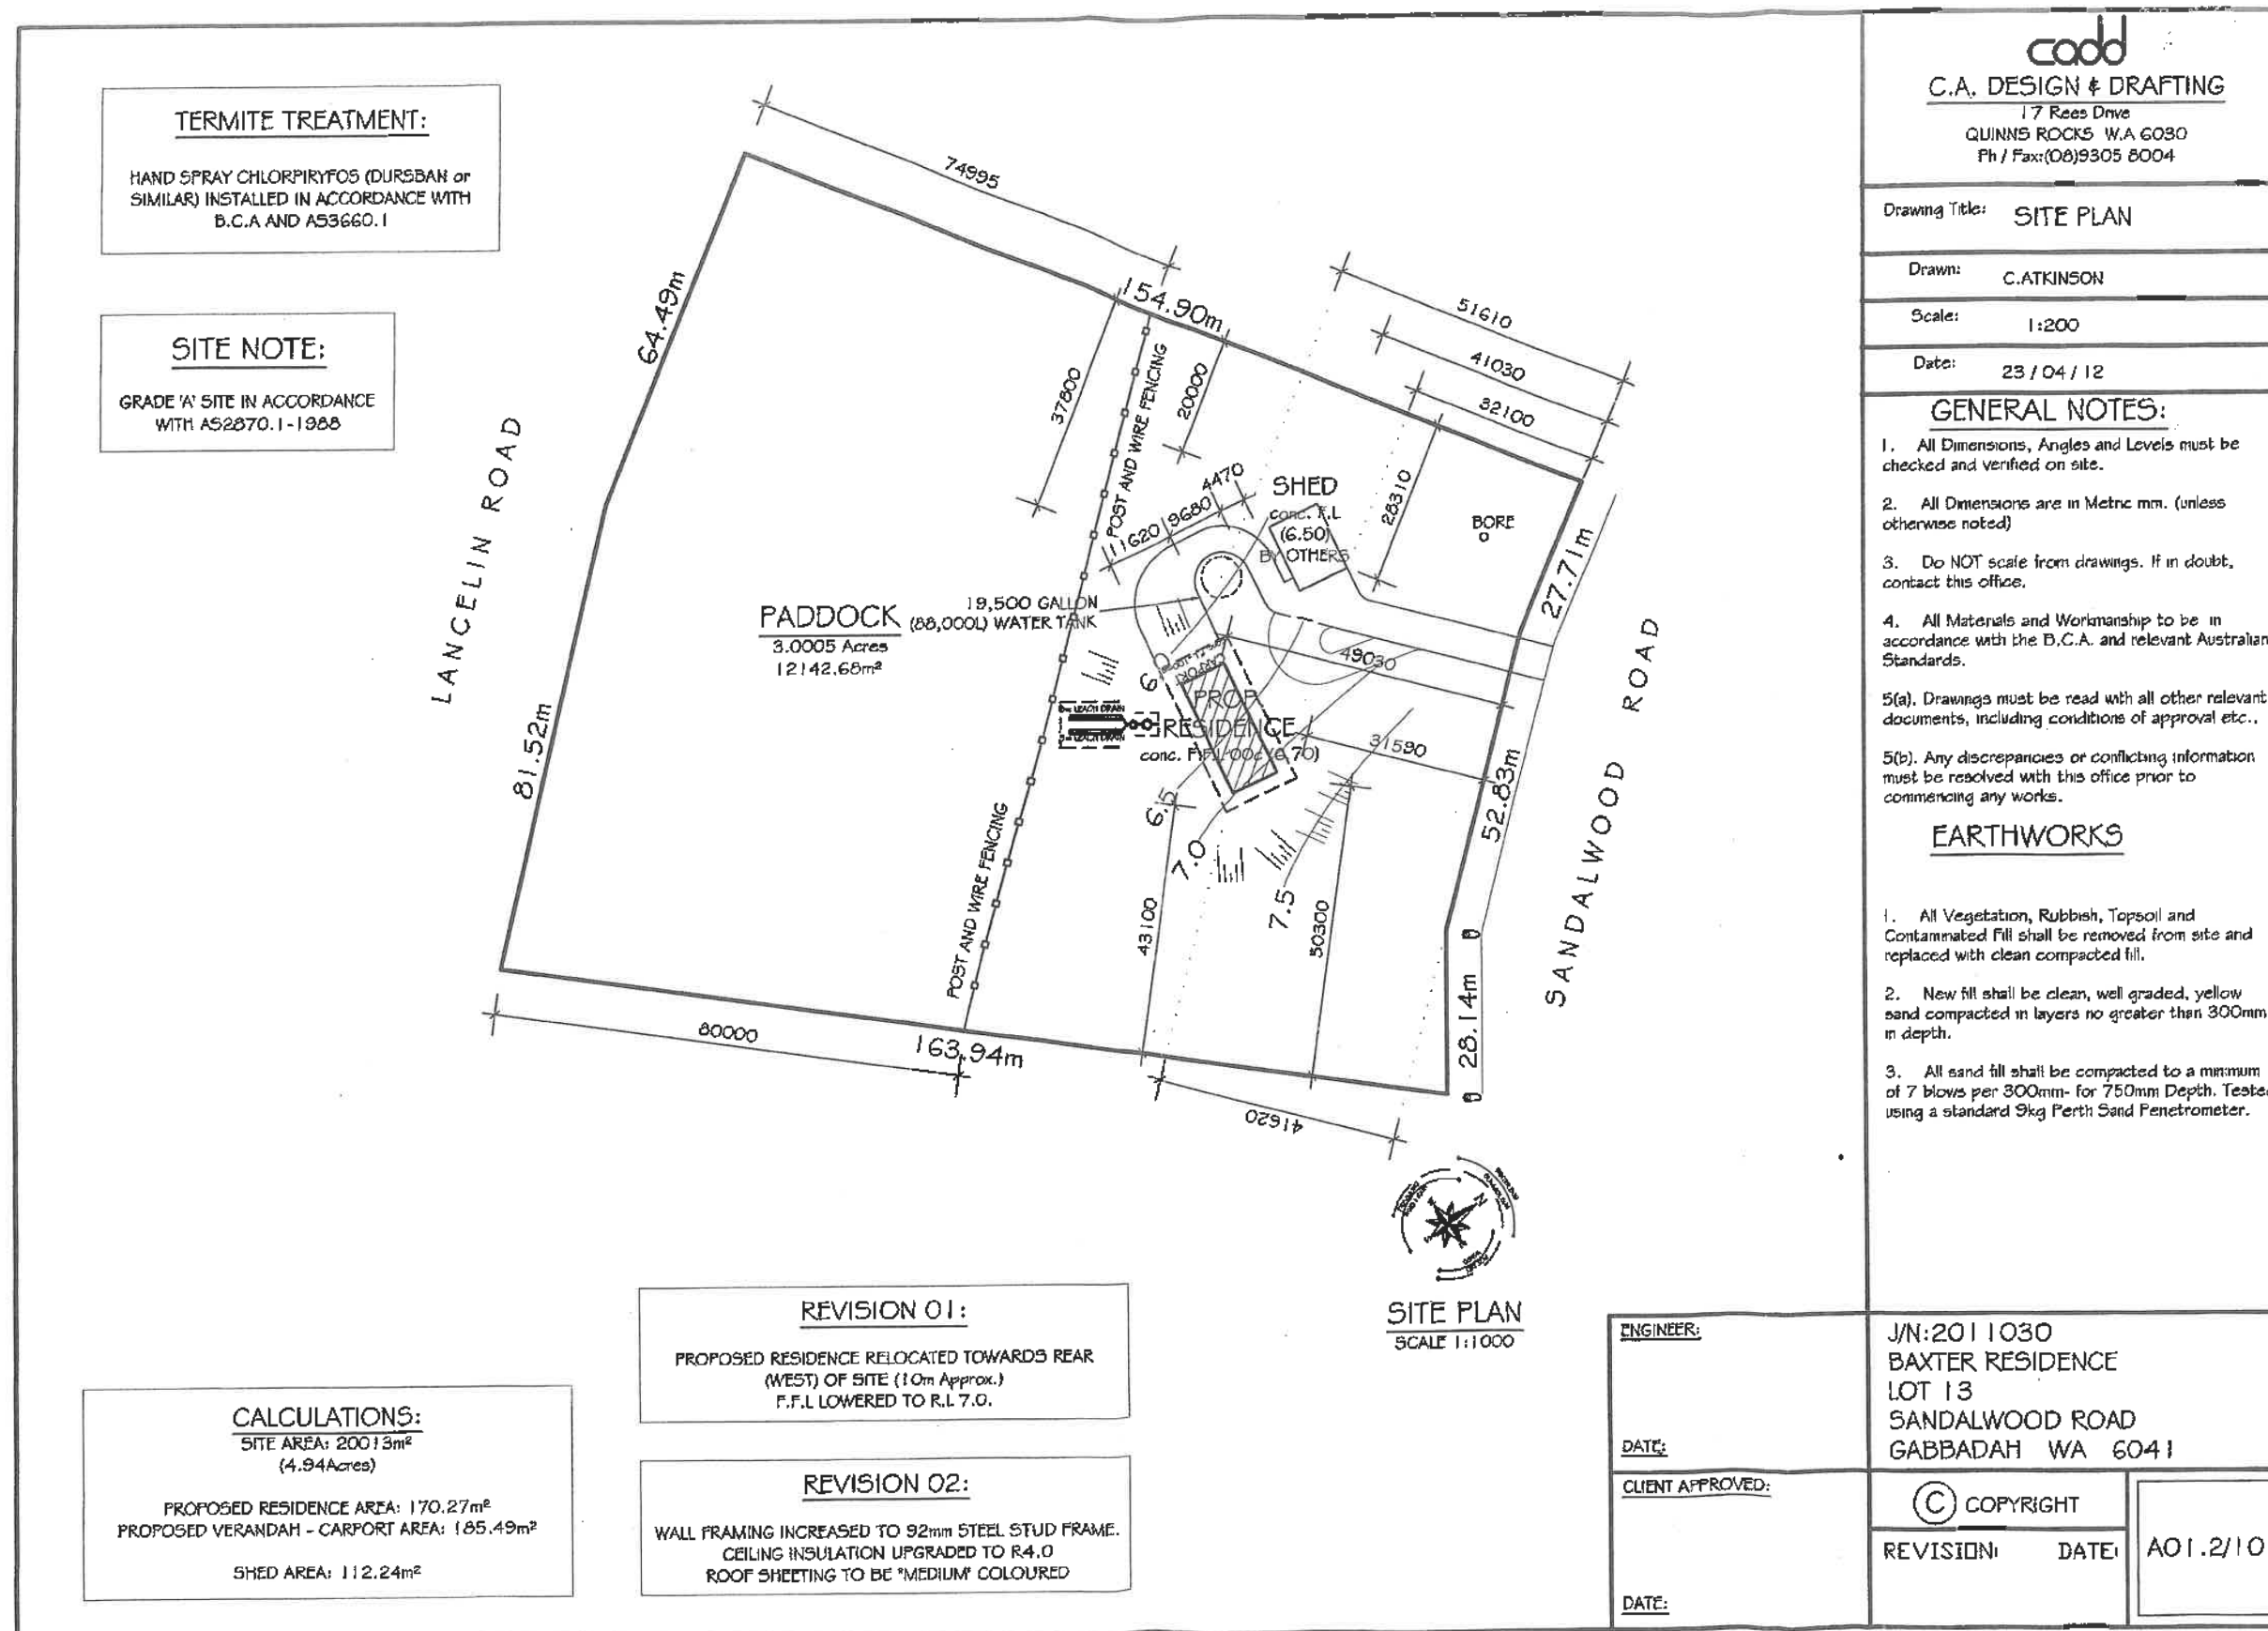 TERMITE TREATMENT:
HAND SPRAY CHLORPIRYFOS (DURSBAN or
SIMILAR) INSTALLED IN ACCORDANCE WITH
B.C.A AND AS3660.1
SITE NOTE:
GRADE 'A' SITE IN ACCORDANCE
WITH AS2870.1-1988
LANCELIN ROAD
64.49m
81.52m
74995
154.90m
51610
41030
32100
37800
POST AND WIRE FENCING
20000
28310
4470
9680
11620
SHED
conc. F.L
(6.50)
BY OTHERS
BORE
27.71m
PADDOCK
3.0005 Acres
12142.68m²
19,500 GALLON
(88,000L) WATER TANK
CARPORT
49030
PROP
RESIDENCE
conc.
LEACH DRAIN
31590
52.83m
SANDALWOOD ROAD
6.5
7.0
7.5
POST AND WIRE FENCING
43100
50300
28.14m
80000
163.94m
41620
N
SITE PLAN
SCALE 1:1000
REVISION 01:
PROPOSED RESIDENCE RELOCATED TOWARDS REAR
(WEST) OF SITE (10m Approx.)
F.F.L LOWERED TO R.L 7.0.
REVISION 02:
WALL FRAMING INCREASED TO 92mm STEEL STUD FRAME.
CEILING INSULATION UPGRADED TO R4.0
ROOF SHEETING TO BE "MEDIUM" COLOURED
CALCULATIONS:
SITE AREA: 20013m²
(4.94Acres)
PROPOSED RESIDENCE AREA: 170.27m²
PROPOSED VERANDAH - CARPORT AREA: 185.49m²
SHED AREA: 112.24m²
cadd
C.A. DESIGN & DRAFTING
17 Rees Drive
QUINNS ROCKS W.A 6030
Ph / Fax:(08)9305 8004
Drawing Title: SITE PLAN
Drawn: C.ATKINSON
Scale: 1:200
Date: 23/04/12
GENERAL NOTES:
1. All Dimensions, Angles and Levels must be
checked and verified on site.
2. All Dimensions are in Metric mm. (unless
otherwise noted)
3. Do NOT scale from drawings. If in doubt,
contact this office.
4. All Materials and Workmanship to be in
accordance with the B.C.A. and relevant Australian
Standards.
5(a). Drawings must be read with all other relevant
documents, including conditions of approval etc..
5(b). Any discrepancies or conflicting information
must be resolved with this office prior to
commencing any works.
EARTHWORKS
1. All Vegetation, Rubbish, Topsoil and
Contaminated Fill shall be removed from site and
replaced with clean compacted fill.
2. New fill shall be clean, well graded, yellow
sand compacted in layers no greater than 300mm
in depth.
3. All sand fill shall be compacted to a minimum
of 7 blows per 300mm- for 750mm Depth. Teste
using a standard 9kg Perth Sand Penetrometer.
ENGINEER:
DATE:
CLIENT APPROVED:
DATE:
J/N:2011030
BAXTER RESIDENCE
LOT 13
SANDALWOOD ROAD
GABBADAH WA 6041
© COPYRIGHT
REVISION: DATE:
A01.2/10